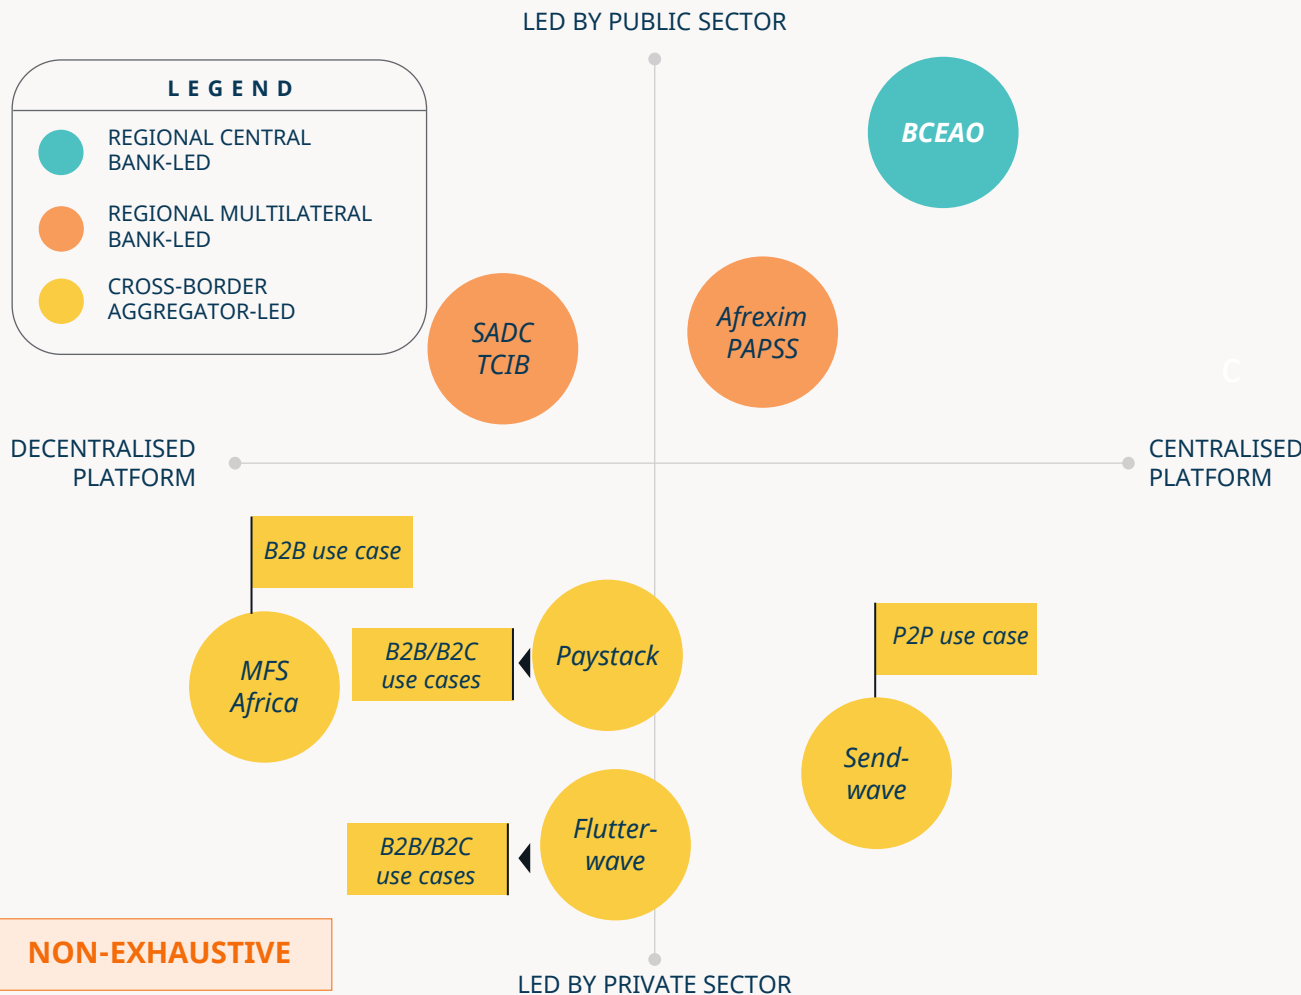 LED BY PUBLIC SECTOR
LEGEND
REGIONAL CENTRAL
BANK-LED
REGIONAL MULTILATERAL
BANK-LED
CROSS-BORDER
AGGREGATOR-LED
BCEAO
SADC
TCIB
Afrexim
PAPSS
C
DECENTRALISED
PLATFORM
CENTRALISED
PLATFORM
B2B use case
MFS
Africa
B2B/B2C
use cases
Paystack
P2P use case
Send-
wave
B2B/B2C
use cases
Flutter-
wave
NON-EXHAUSTIVE
LED BY PRIVATE SECTOR